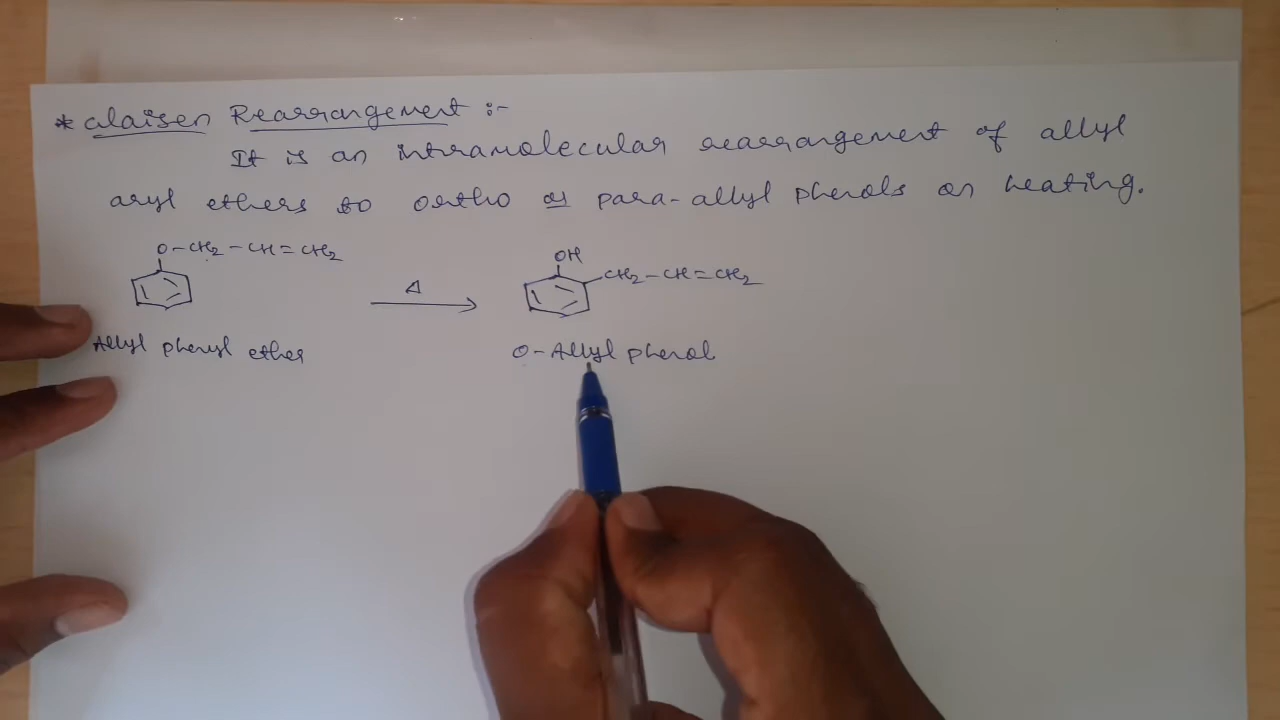 * Claisen Rearrangement :-
It is an intramolecular rearrangement of allyl
aryl ethers to ortho or para-allyl phenols on heating.
O-CH2-CH=CH2
Δ
OH
CH2-CH=CH2
Allyl phenyl ether
O-Allyl phenol